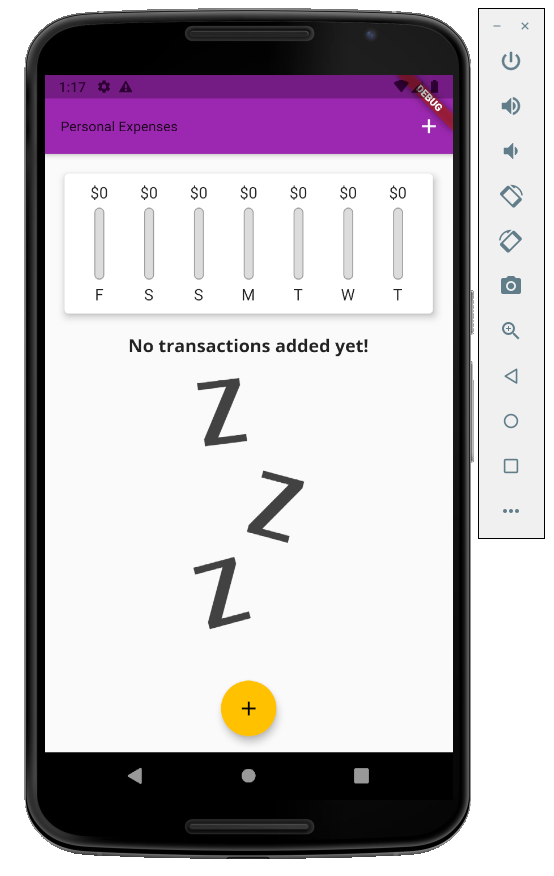 1:17
DEBUG
Personal Expenses
$0 $0 $0 $0 $0 $0 $0
F S S M T W T
No transactions added yet!
Z
Z
Z